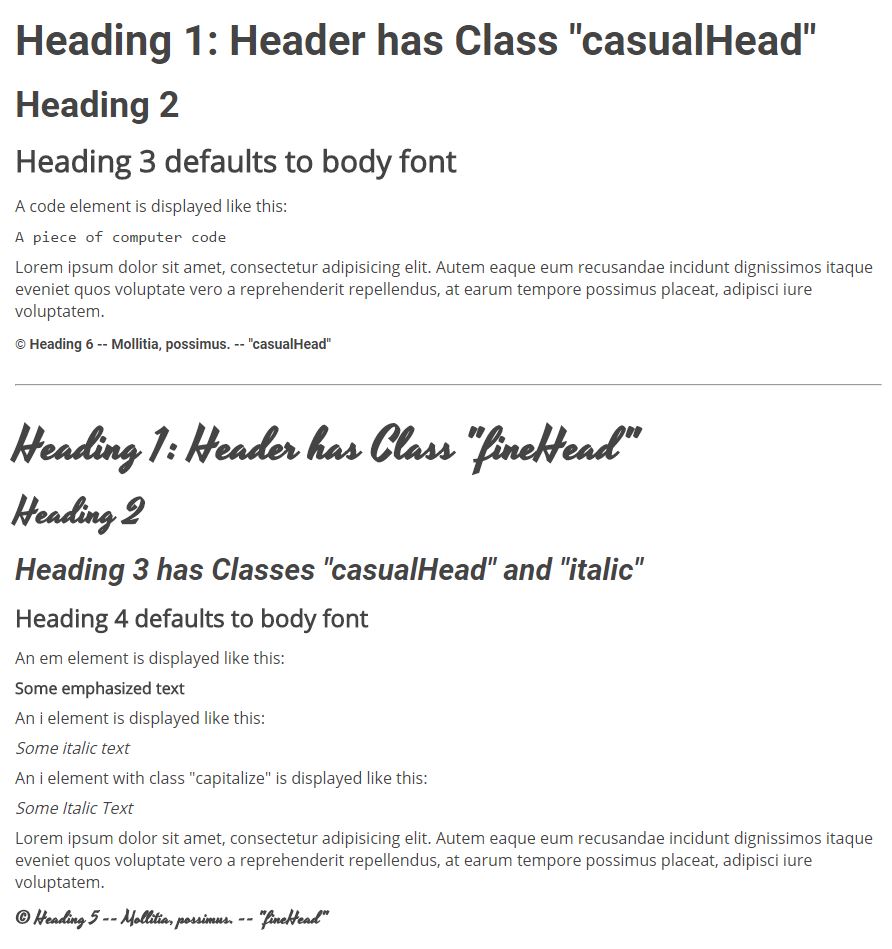 Heading 1: Header has Class "casualHead"
Heading 2
Heading 3 defaults to body font
A code element is displayed like this:
A piece of computer code
Lorem ipsum dolor sit amet, consectetur adipisicing elit. Autem eaque eum recusandae incidunt dignissimos itaque
eveniet quos voluptate vero a reprehenderit repellendus, at earum tempore possimus placeat, adipisci iure
voluptatem.
© Heading 6 -- Mollitia, possimus. -- "casualHead"
Heading 1: Header has Class "fineHead"
Heading 2
Heading 3 has Classes "casualHead" and "italic"
Heading 4 defaults to body font
An em element is displayed like this:
Some emphasized text
An i element is displayed like this:
Some italic text
An i element with class "capitalize" is displayed like this:
Some Italic Text
Lorem ipsum dolor sit amet, consectetur adipisicing elit. Autem eaque eum recusandae incidunt dignissimos itaque
eveniet quos voluptate vero a reprehenderit repellendus, at earum tempore possimus placeat, adipisci iure
voluptatem.
© Heading 5 -- Mollitia, possimus. -- "fineHead"